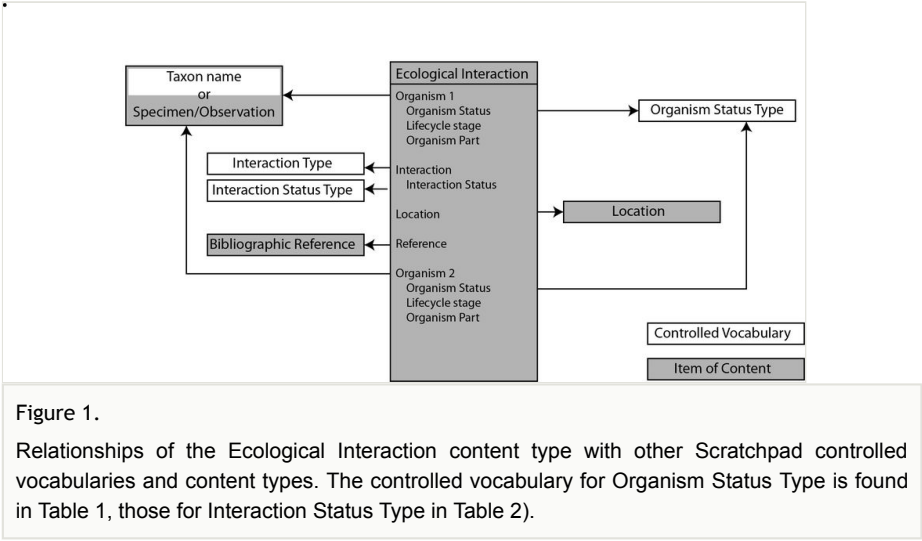 Taxon name
or
Specimen/Observation
Interaction Type
Interaction Status Type
Bibliographic Reference
Ecological Interaction
Organism 1
Organism Status
Lifecycle stage
Organism Part
Interaction
Interaction Status
Location
Reference
Organism 2
Organism Status
Lifecycle stage
Organism Part
Organism Status Type
Location
Controlled Vocabulary
Item of Content
Figure 1.
Relationships of the Ecological Interaction content type with other Scratchpad controlled
vocabularies and content types. The controlled vocabulary for Organism Status Type is found
in Table 1, those for Interaction Status Type in Table 2).